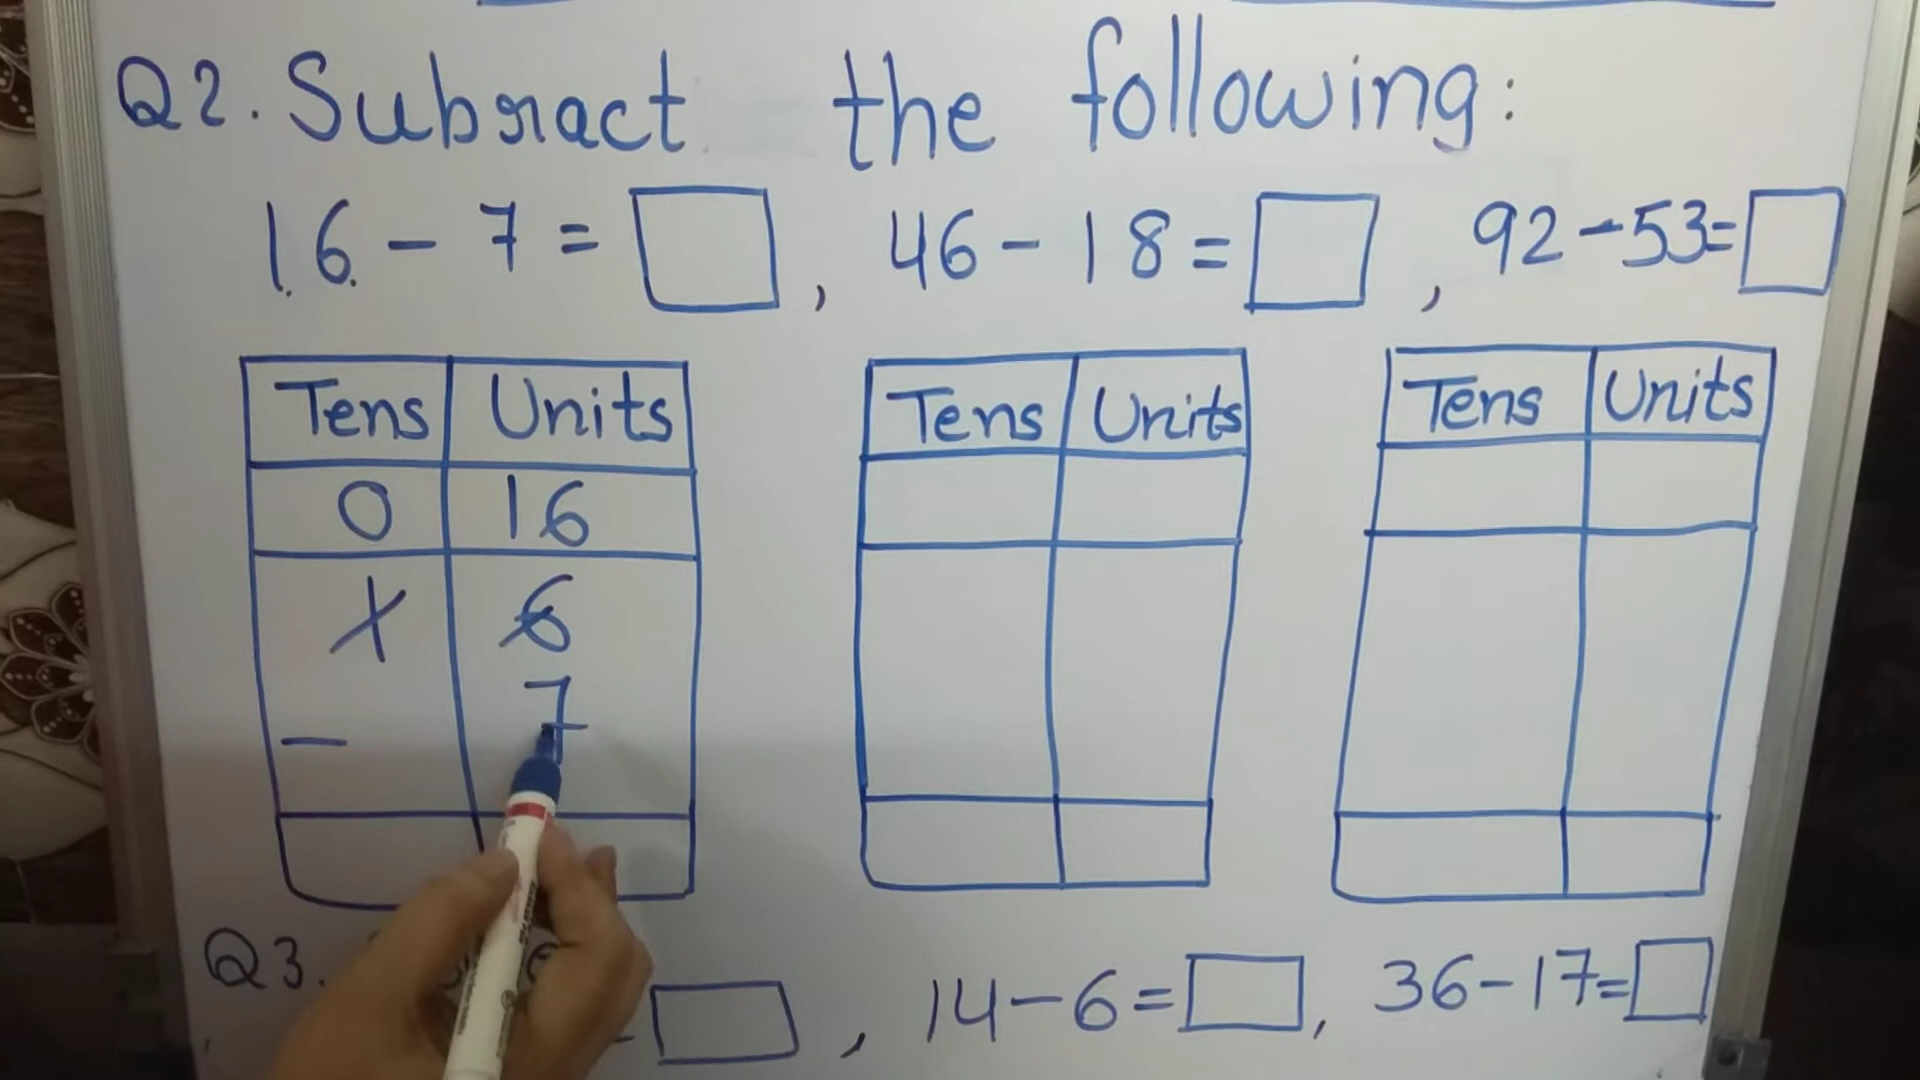 Q2. Subract the following:
16 - 7 = , 46 - 18 = , 92 - 53 =
Tens Units Tens Units Tens Units
0 16
1 6
- 7
Q3.
= , 14 - 6 = , 36 - 17 =